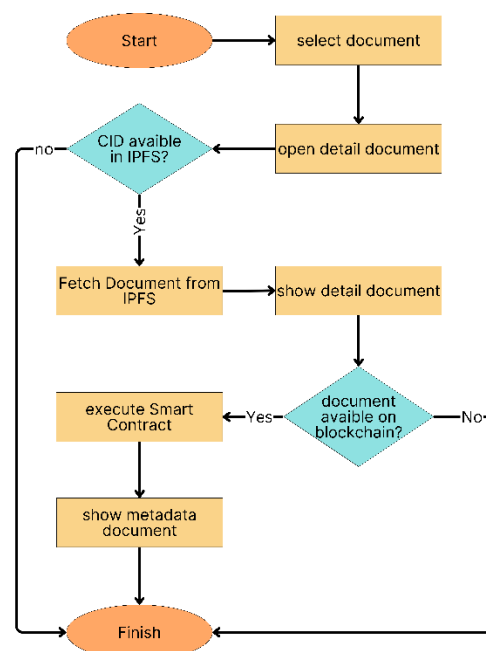 Start
select document
open detail document
CID avaible
in IPFS?
no
Yes
Fetch Document from
IPFS
show detail document
document
avaible on
blockchain?
Yes
No
execute Smart
Contract
show metadata
document
Finish